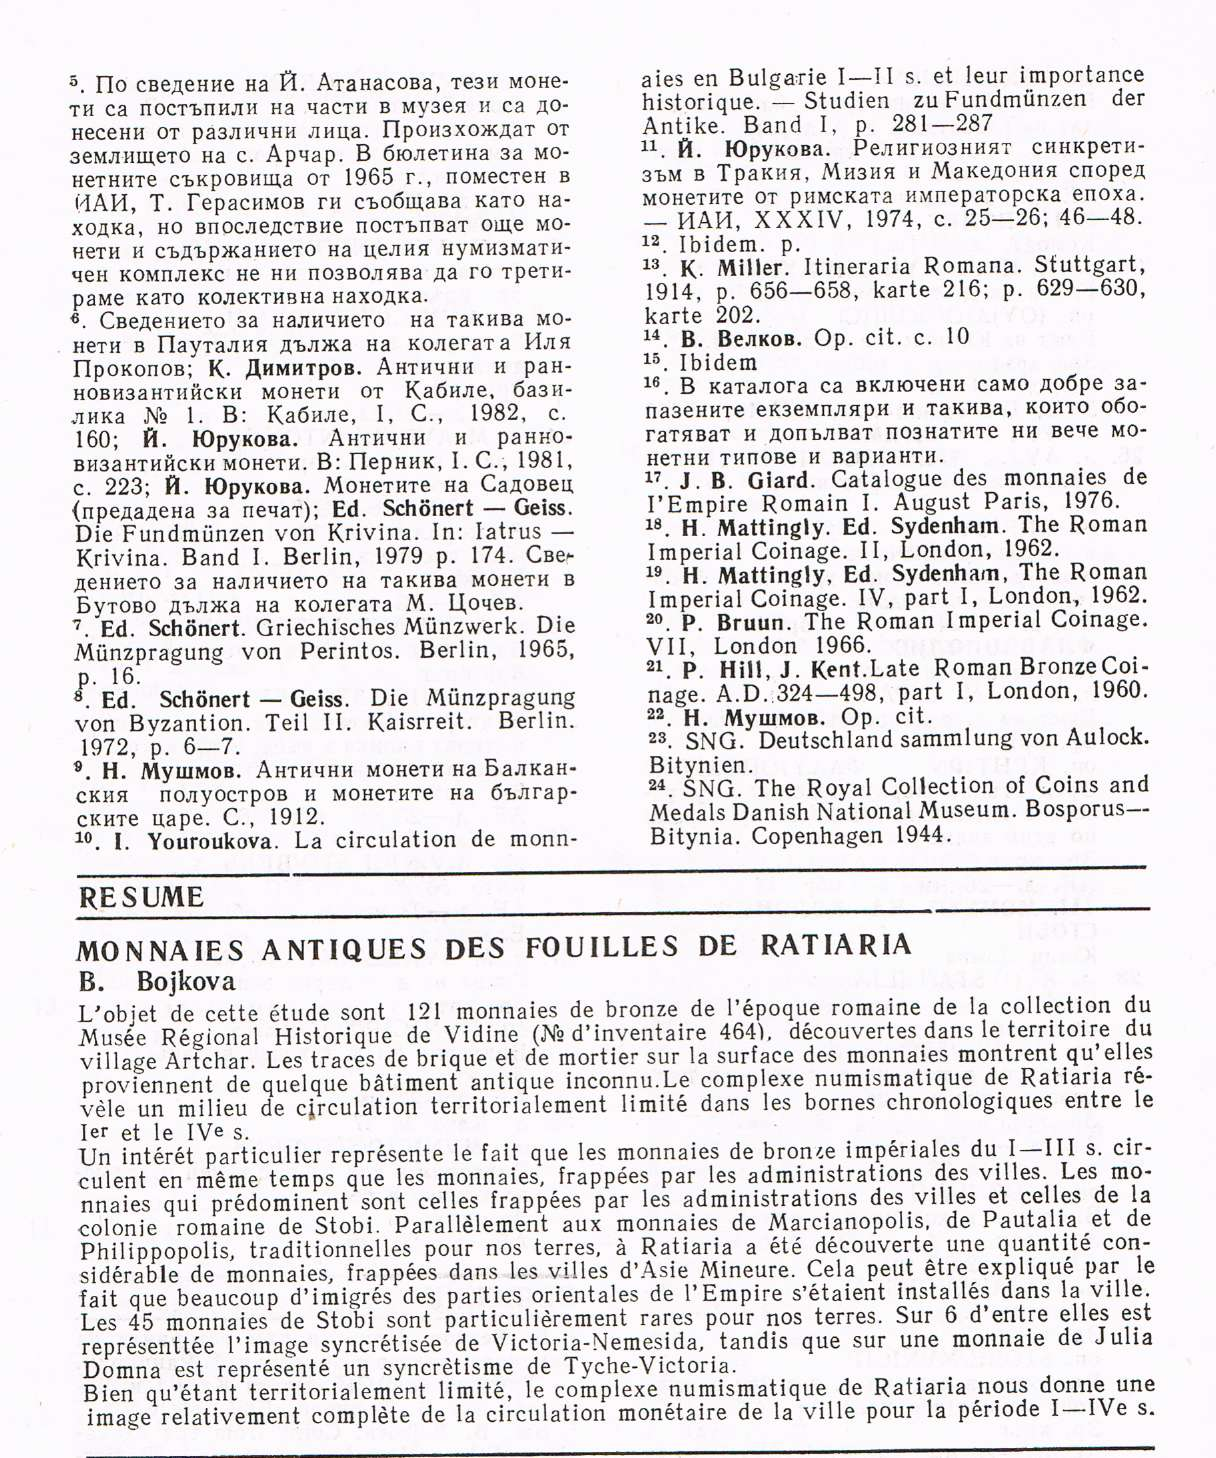 ⁵. По сведение на Й. Атанасова, тези моне-
ти са постъпили на части в музея и са до-
несени от различни лица. Произхождат от
землището на с. Арчар. В бюлетина за мо-
нетните съкровища от 1965 г., поместен в
ИАИ, Т. Герасимов ги съобщава като на-
ходка, но впоследствие постъпват още мо-
нети и съдържанието на целия нумизмати-
чен комплекс не ни позволява да го трети-
раме като колективна находка.
⁶. Сведението за наличието на такива мо-
нети в Пауталия дължа на колегата Иля
Прокопов; К. Димитров. Антични и ран-
новизантийски монети от Кабиле, бази-
лика № 1. В: Кабиле, I, С., 1982, с.
160; Й. Юрукова. Антични и ранно-
византийски монети. В: Перник, I. С., 1981,
с. 223; Й. Юрукова. Монетите на Садовец
(предадена за печат); Ed. Schönert — Geiss.
Die Fundmünzen von Krivina. In: Iatrus —
Krivina. Band I. Berlin, 1979 p. 174. Све-
дението за наличието на такива монети в
Бутово дължа на колегата М. Цочев.
⁷. Ed. Schönert. Griechisches Münzwerk. Die
Münzpragung von Perintos. Berlin, 1965,
p. 16.
⁸. Ed. Schönert — Geiss. Die Münzpragung
von Byzantion. Teil II. Kaisrreit. Berlin.
1972, p. 6—7.
⁹. Н. Мушмов. Антични монети на Балкан-
ския полуостров и монетите на българ-
ските царе. С., 1912.
¹⁰. I. Youroukova. La circulation de monn-
aies en Bulgarie I—II s. et leur importance
historique. — Studien zu Fundmünzen der
Antike. Band I, p. 281—287
¹¹. Й. Юрукова. Религиозният синкрети-
зъм в Тракия, Мизия и Македония според
монетите от римската императорска епоха.
— ИАИ, XXXIV, 1974, с. 25—26; 46—48.
¹². Ibidem. p.
¹³. K. Miller. Itineraria Romana. Stuttgart,
1914, p. 656—658, karte 216; p. 629—630,
karte 202.
¹⁴. В. Велков. Op. cit. с. 10
¹⁵. Ibidem
¹⁶. В каталога са включени само добре за-
пазените екземпляри и такива, които обо-
гатяват и допълват познатите ни вече мо-
нетни типове и варианти.
¹⁷. J. B. Giard. Catalogue des monnaies de
l'Empire Romain I. August Paris, 1976.
¹⁸. H. Mattingly. Ed. Sydenham. The Roman
Imperial Coinage. II, London, 1962.
¹⁹. H. Mattingly, Ed. Sydenham, The Roman
Imperial Coinage. IV, part I, London, 1962.
²⁰. P. Bruun. The Roman Imperial Coinage.
VII, London 1966.
²¹. P. Hill, J. Kent. Late Roman Bronze Coi-
nage. A.D. 324—498, part I, London, 1960.
²². Н. Мушмов. Op. cit.
²³. SNG. Deutschland sammlung von Aulock.
Bitynien.
²⁴. SNG. The Royal Collection of Coins and
Medals Danish National Museum. Bosporus—
Bitynia. Copenhagen 1944.
RESUME
MONNAIES ANTIQUES DES FOUILLES DE RATIARIA
B. Bojkova
L'objet de cette étude sont 121 monnaies de bronze de l'époque romaine de la collection du
Musée Régional Historique de Vidine (№ d'inventaire 464), découvertes dans le territoire du
village Artchar. Les traces de brique et de mortier sur la surface des monnaies montrent qu'elles
proviennent de quelque bâtiment antique inconnu. Le complexe numismatique de Ratiaria ré-
vèle un milieu de circulation territorialement limité dans les bornes chronologiques entre le
Ier et le IVe s.
Un intérét particulier représente le fait que les monnaies de bronze impériales du I—III s. cir-
culent en même temps que les monnaies, frappées par les administrations des villes. Les mo-
nnaies qui prédominent sont celles frappées par les administrations des villes et celles de la
colonie romaine de Stobi. Parallèlement aux monnaies de Marcianopolis, de Pautalia et de
Philippopolis, traditionnelles pour nos terres, à Ratiaria a été découverte une quantité con-
sidérable de monnaies, frappées dans les villes d'Asie Mineure. Cela peut être expliqué par le
fait que beaucoup d'imigrés des parties orientales de l'Empire s'étaient installés dans la ville.
Les 45 monnaies de Stobi sont particulièrement rares pour nos terres. Sur 6 d'entre elles est
représenttée l'image syncrétisée de Victoria-Nemesida, tandis que sur une monnaie de Julia
Domna est représenté un syncrètisme de Tyche-Victoria.
Bien qu'étant territorialement limité, le complexe numismatique de Ratiaria nous donne une
image relativement complète de la circulation monétaire de la ville pour la période I—IVe s.